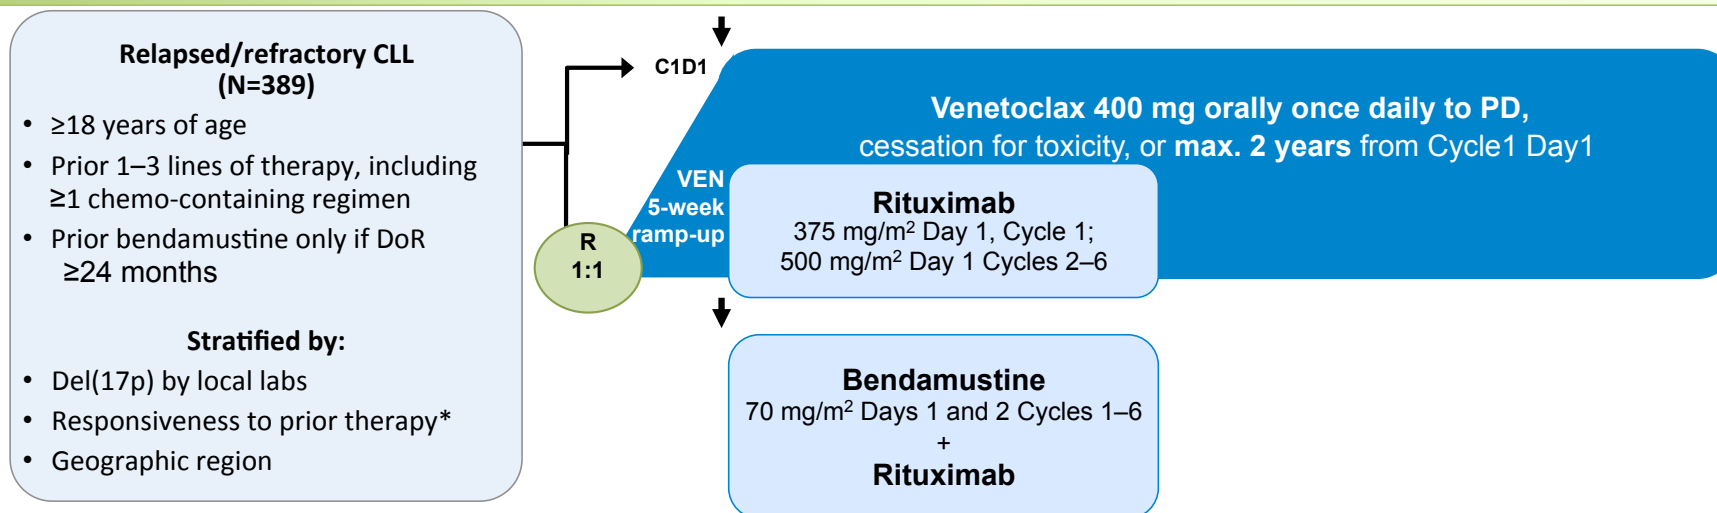 Relapsed/refractory CLL
(N=389)
• ≥18 years of age
• Prior 1–3 lines of therapy, including
≥1 chemo-containing regimen
• Prior bendamustine only if DoR
≥24 months
Stratified by:
• Del(17p) by local labs
• Responsiveness to prior therapy*
• Geographic region
R
1:1
C1D1
VEN
5-week
ramp-up
Venetoclax 400 mg orally once daily to PD,
cessation for toxicity, or max. 2 years from Cycle1 Day1
Rituximab
375 mg/m² Day 1, Cycle 1;
500 mg/m² Day 1 Cycles 2–6
Bendamustine
70 mg/m² Days 1 and 2 Cycles 1–6
+
Rituximab